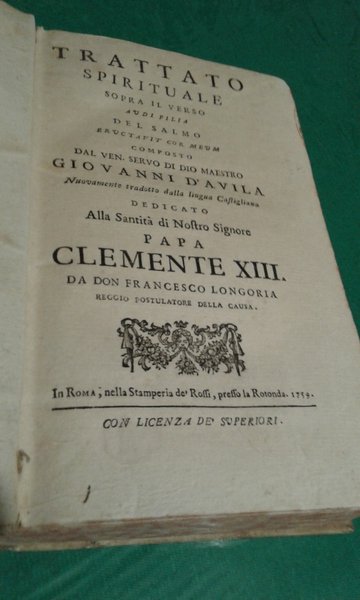 TRATTATO
SPIRITUALE
SOPRA IL VERSO
AUDI FILIA
DEL SALMO
ERUCTAVIT COR MEUM
COMPOSTO
DAL VEN. SERVO DI DIO MAESTRO
GIOVANNI D'AVILA
Nuovamente tradotto dalla lingua Castigliana
DEDICATO
Alla Santità di Nostro Signore
PAPA
CLEMENTE XIII.
DA DON FRANCESCO LONGORIA
REGGIO POSTULATORE DELLA CAUSA.
In ROMA, nella Stamperia de' Rossi, presso la Rotonda. 1759.
CON LICENZA DE' SUPERIORI.